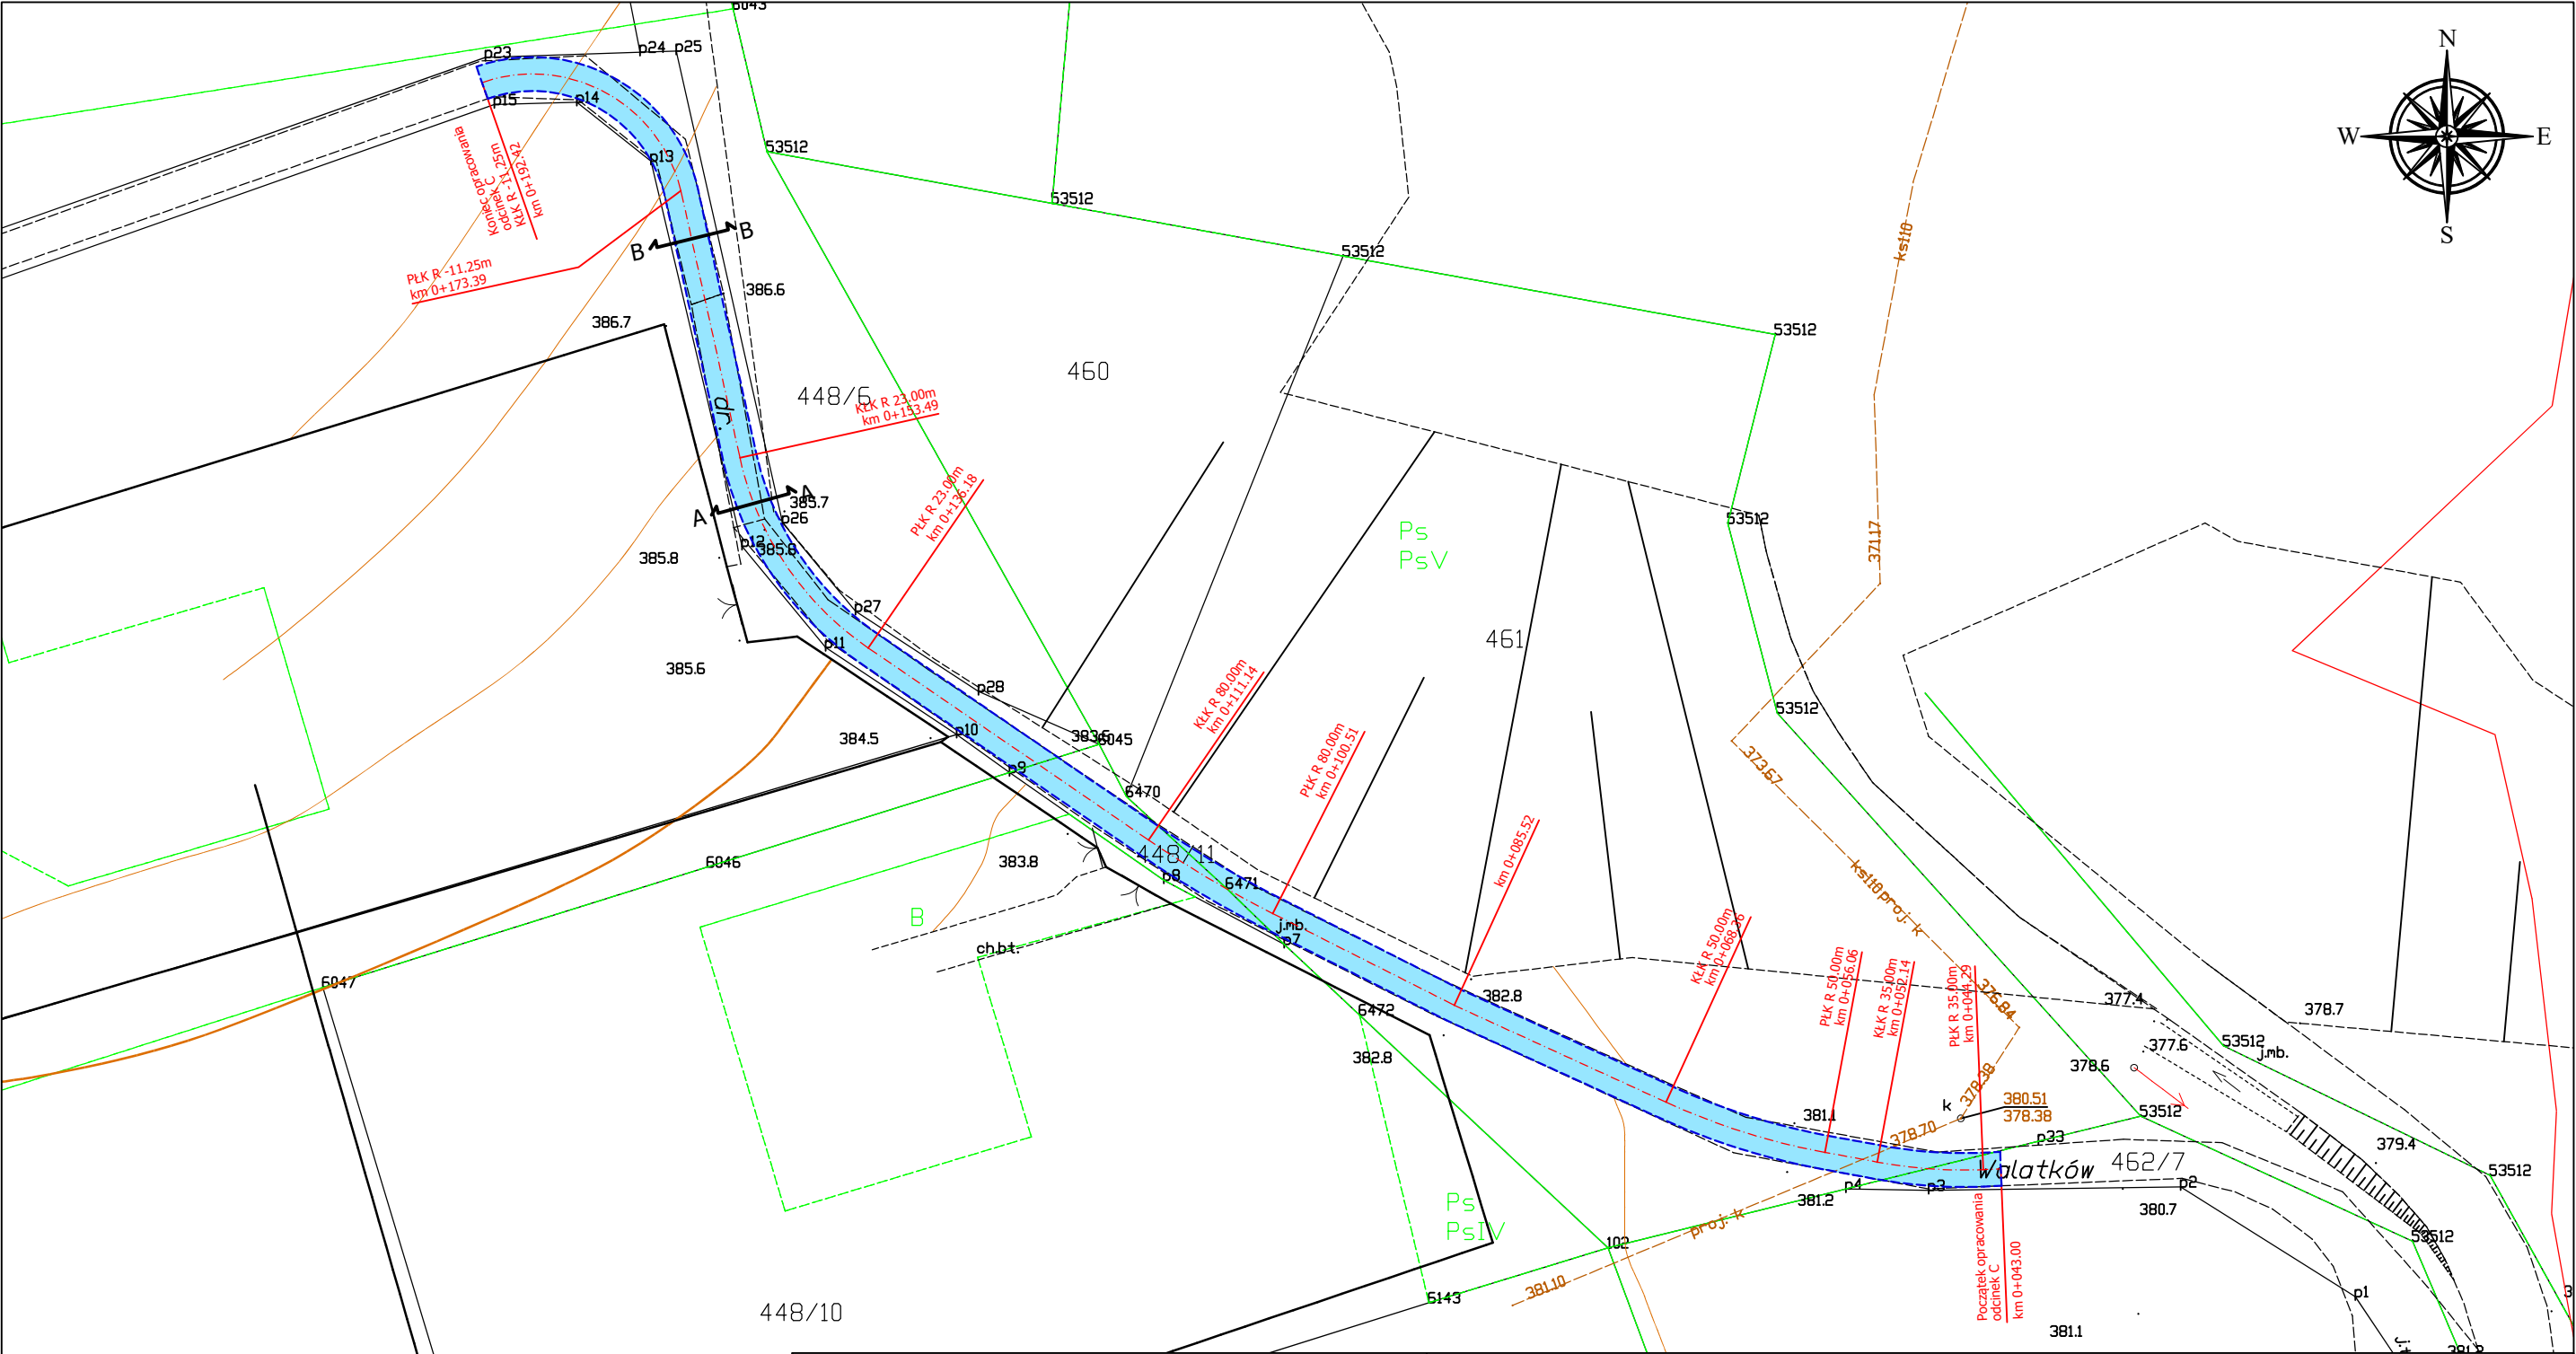 6043
p23
p24
p25
N
W
E
S
p15
p14
p13
53512
53512
53512
53512
Koniec opracowania
odcinek C
KŁK R -11.25m
km 0+192.42
B
B
ks110
PŁK R -11.25m
km 0+173.39
386.6
386.7
460
448/6
dr.
KŁK R 23.00m
km 0+153.49
PŁK R 23.00m
km 0+136.18
A
A
385.7
p26
p12
385.8
385.8
Ps
PsV
53512
371.17
p27
p11
461
385.6
p28
KŁK R 80.00m
km 0+111.14
53512
p10
384.5
6045
PŁK R 80.00m
km 0+100.51
373.67
p9
6470
km 0+085.52
448/11
383.8
6046
p8
6471
ks110 proj. k
B
j.mb.
p7
ch.bt.
KŁK R 50.00m
km 0+068.36
PŁK R 50.00m
km 0+056.06
KŁK R 35.00m
km 0+052.14
PŁK R 35.00m
km 0+044.29
6047
382.8
376.84
377.4
378.7
6472
382.8
377.6
53512
j.mb.
378.6
378.38
k
380.51
378.38
53512
381.1
378.70
p33
379.4
Walatków
462/7
53512
p4
p3
p2
381.2
380.7
Ps
PsIV
proj. k
53512
102
Początek opracowania
odcinek C
km 0+043.00
381.10
6143
p1
448/10
381.1